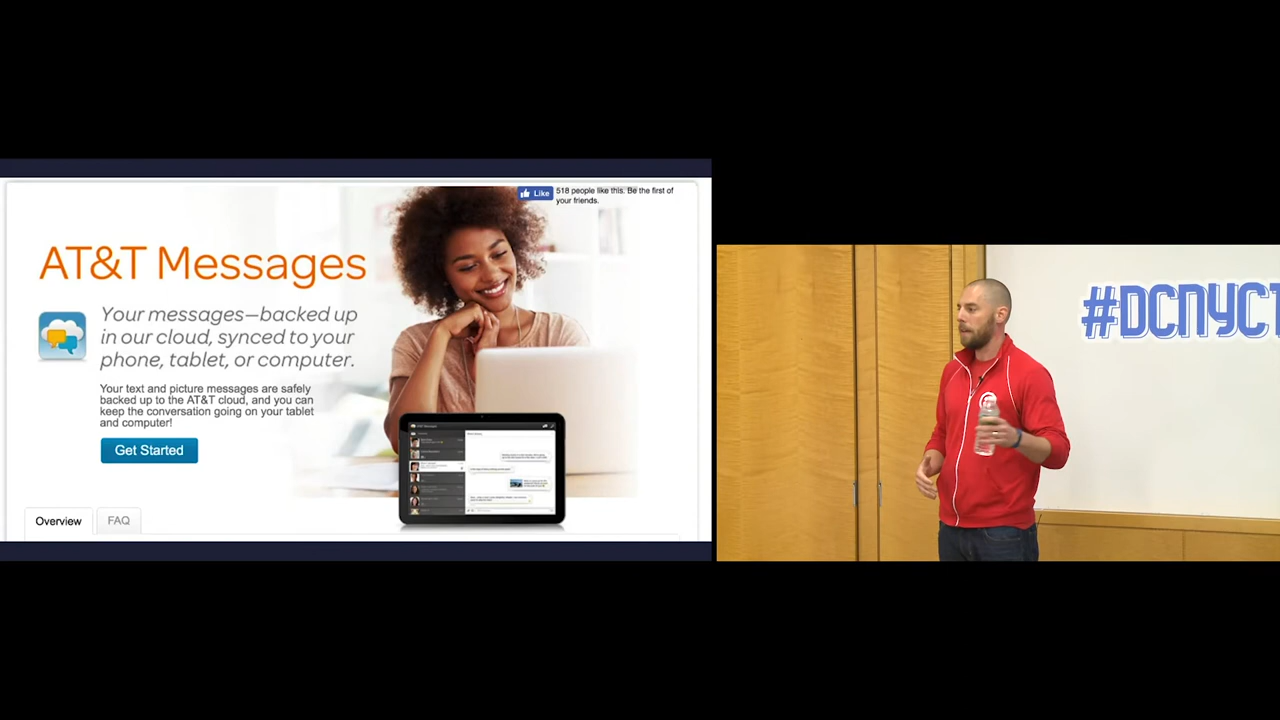 Like
518 people like this. Be the first of
your friends.
AT&T Messages
Your messages—backed up
in our cloud, synced to your
phone, tablet, or computer.
Your text and picture messages are safely
backed up to the AT&T cloud, and you can
keep the conversation going on your tablet
and computer!
Get Started
Overview
FAQ
#DCNYCT